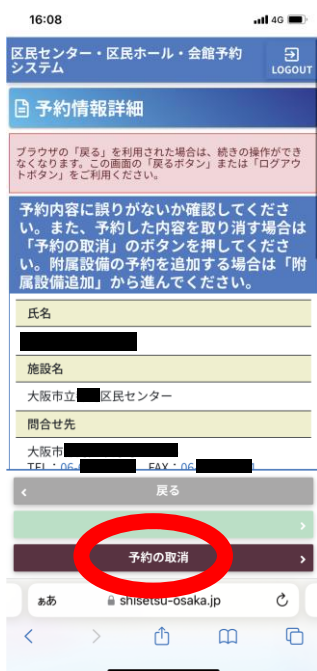 16:08
4G
区民センター・区民ホール・会館予約
システム
LOGOUT
予約情報詳細
ブラウザの「戻る」を利用された場合は、続きの操作ができ
なくなります。この画面の「戻るボタン」または「ログアウ
トボタン」をご利用ください。
予約内容に誤りがないか確認してくださ
い。また、予約した内容を取り消す場合は
「予約の取消」のボタンを押してくださ
い。附属設備の予約を追加する場合は「附
属設備追加」から進んでください。
氏名
施設名
大阪市立 区民センター
問合せ先
大阪市
TEL：06- FAX：06-
戻る
予約の取消
ぁあ shisetsu-osaka.jp